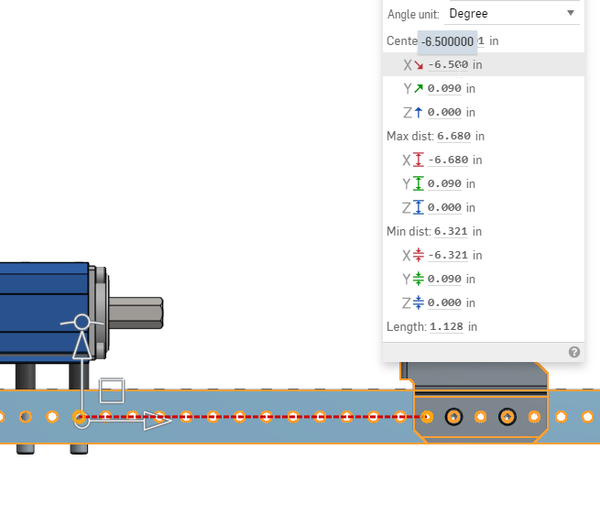 Angle unit: Degree
Cente -6.500000 1 in
X -6.500 in
Y 0.090 in
Z 0.000 in
Max dist: 6.680 in
X -6.680 in
Y 0.090 in
Z 0.000 in
Min dist: 6.321 in
X -6.321 in
Y 0.090 in
Z 0.000 in
Length: 1.128 in
?